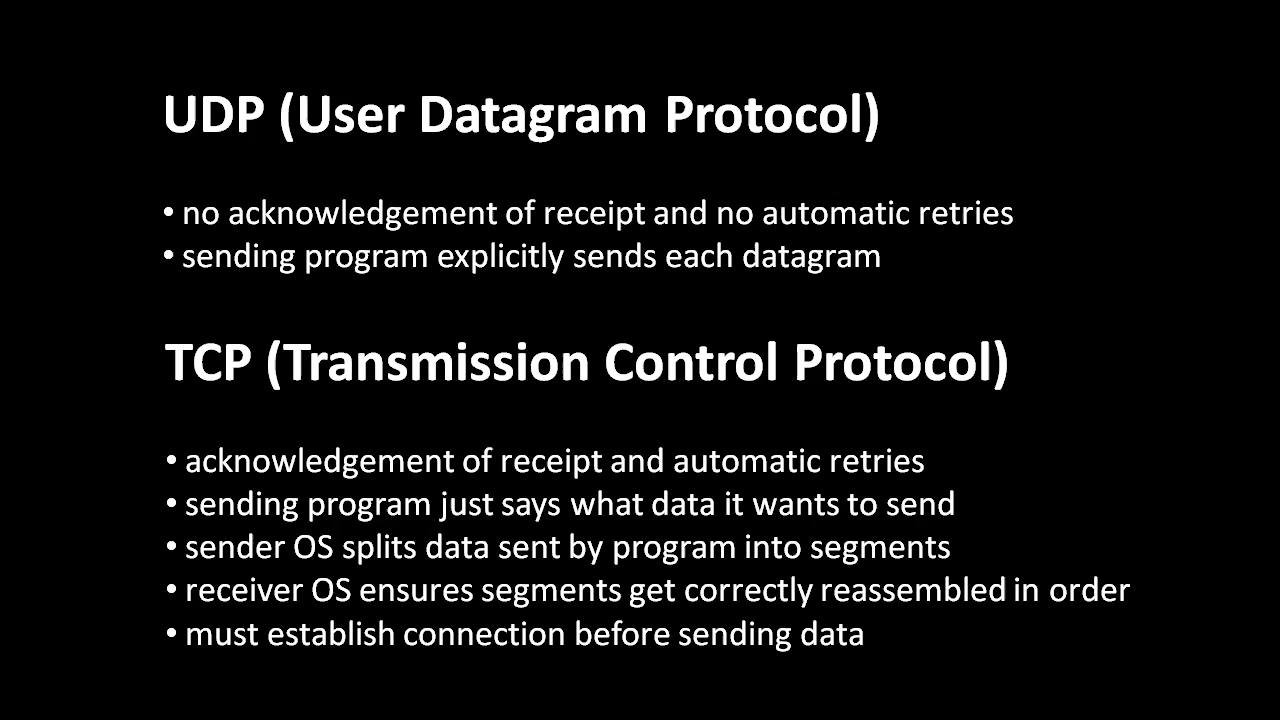 UDP (User Datagram Protocol)
• no acknowledgement of receipt and no automatic retries
• sending program explicitly sends each datagram
TCP (Transmission Control Protocol)
• acknowledgement of receipt and automatic retries
• sending program just says what data it wants to send
• sender OS splits data sent by program into segments
• receiver OS ensures segments get correctly reassembled in order
• must establish connection before sending data